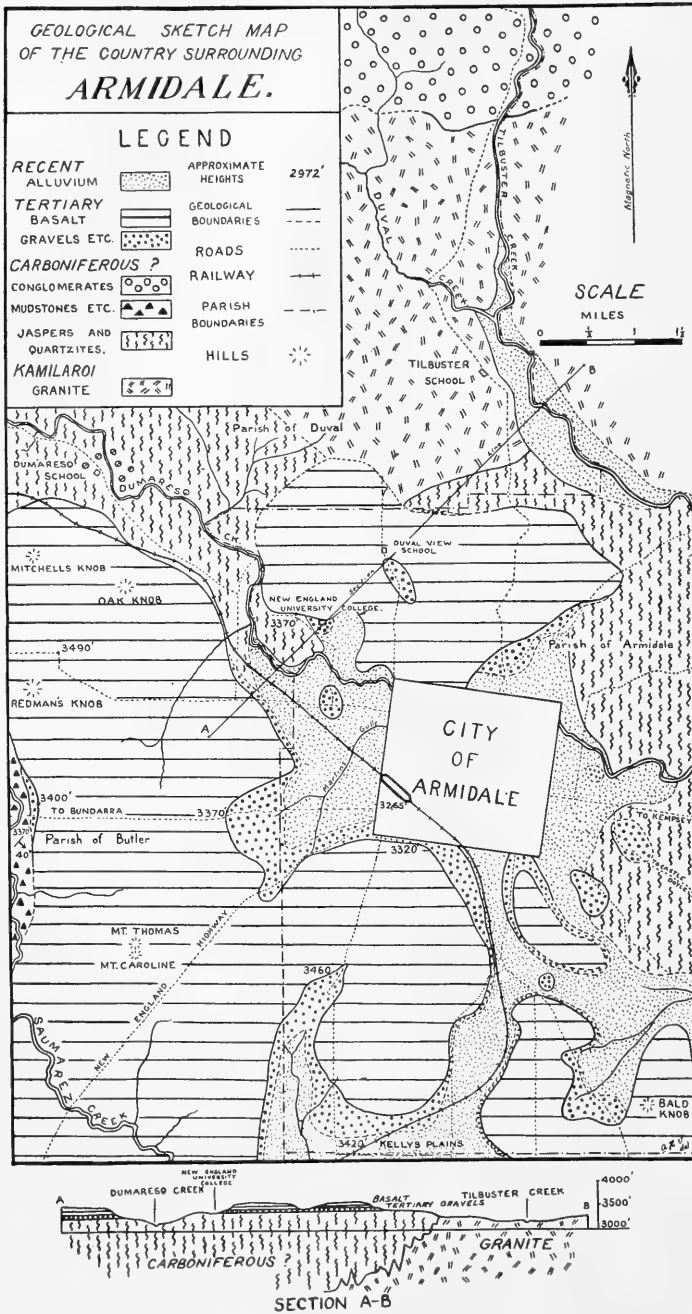 GEOLOGICAL SKETCH MAP
OF THE COUNTRY SURROUNDING
ARMIDALE.
LEGEND
RECENT
ALLUVIUM
TERTIARY
BASALT
GRAVELS ETC.
CARBONIFEROUS ?
CONGLOMERATES
MUDSTONES ETC.
JASPERS AND
QUARTZITES.
KAMILAROI
GRANITE
APPROXIMATE
HEIGHTS
2972'
GEOLOGICAL
BOUNDARIES
ROADS
RAILWAY
PARISH
BOUNDARIES
HILLS
Magnetic North
SCALE
MILES
0 ½ 1 1½
TILBUSTER
CREEK
DUVAL
CREEK
TILBUSTER
SCHOOL
B
Parish of Duval
DUMARESQ
SCHOOL
DUMARESQ
CK
DUVAL VIEW
SCHOOL
Section
MITCHELLS KNOB
OAK KNOB
NEW ENGLAND
UNIVERSITY COLLEGE.
3370'
Parish of Armidale
3490'
REDMANS KNOB
A
CITY
OF
ARMIDALE
Gully
3265'
3400'
TO BUNDARRA
3370'
TO KEMPSEY
3370'
40
Parish of Butler
3320'
MT. THOMAS
MT. CAROLINE
NEW ENGLAND HIGHWAY
3460'
SAUMAREZ
CREEK
BALD
KNOB
3420'
KELLYS PLAINS
A
DUMARESQ CREEK
NEW ENGLAND
UNIVERSITY
COLLEGE
BASALT
TERTIARY GRAVELS
TILBUSTER CREEK
B
4000'
3500'
3000'
CARBONIFEROUS ?
GRANITE
SECTION A-B